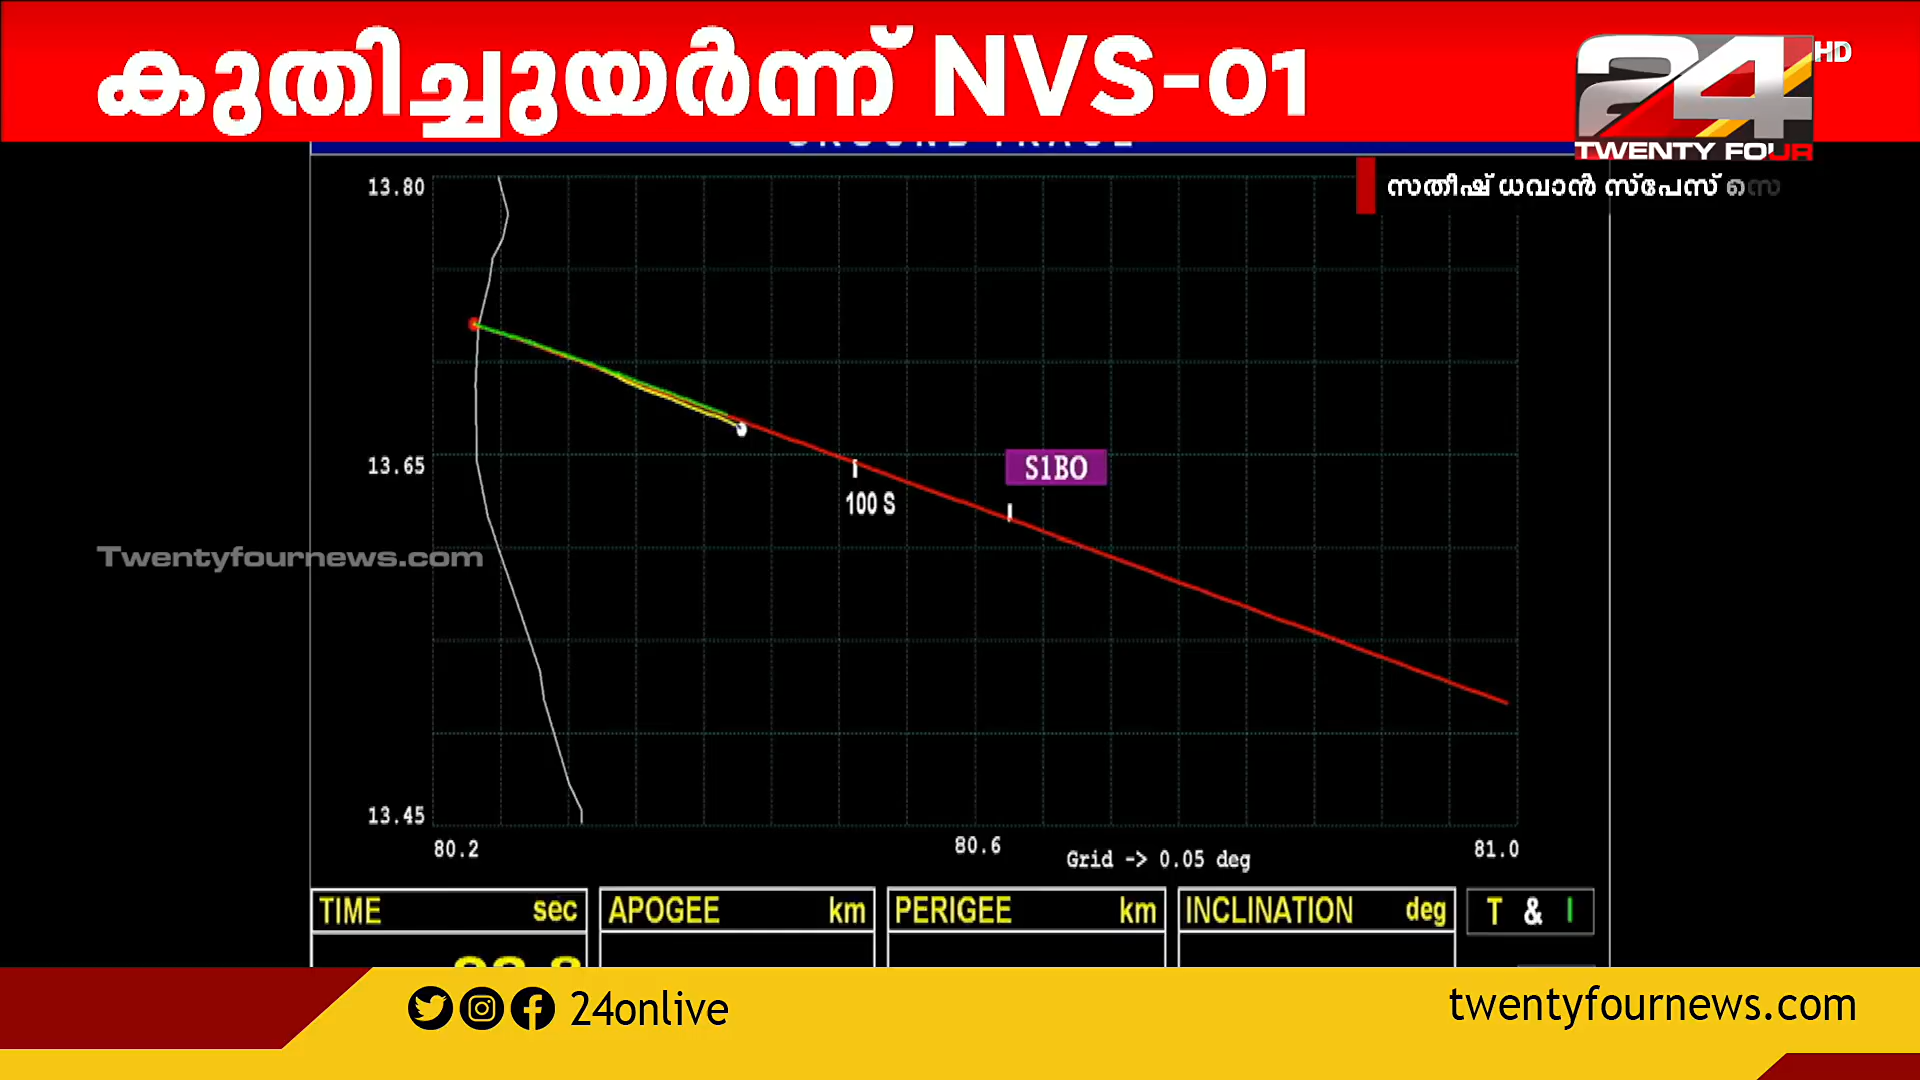 കുതിച്ചുയർന്ന് NVS-01
24 HD
TWENTY FOUR
GROUND TRACE
സതീഷ് ധവാൻ സ്പേസ് സെ
13.80
13.65
13.45
S1BO
100 S
Twentyfournews.com
80.2
80.6
81.0
Grid -> 0.05 deg
TIME sec
APOGEE km
PERIGEE km
INCLINATION deg
T & I
24onlive
twentyfournews.com